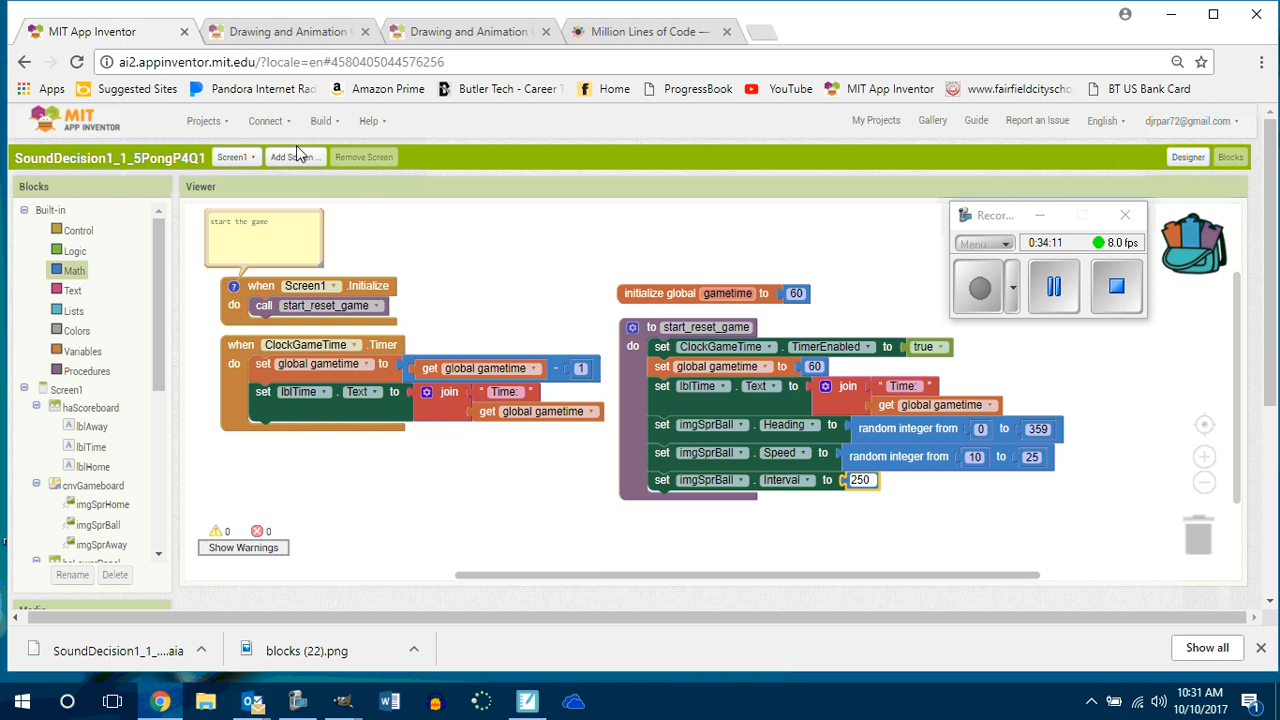 MIT App Inventor
Drawing and Animation C
Drawing and Animation C
Million Lines of Code —
ai2.appinventor.mit.edu/?locale=en#4580405044576256
Apps
Suggested Sites
Pandora Internet Rad
Amazon Prime
Butler Tech - Career T
Home
ProgressBook
YouTube
MIT App Inventor
www.fairfieldcityscho
BT US Bank Card
MIT
APP INVENTOR
Projects
Connect
Build
Help
My Projects
Gallery
Guide
Report an Issue
English
djrpar72@gmail.com
SoundDecision1_1_5PongP4Q1
Screen1
Add Screen ...
Remove Screen
Designer
Blocks
Blocks
Viewer
Built-in
Control
Logic
Math
Text
Lists
Colors
Variables
Procedures
Screen1
haScoreboard
lblAway
lblTime
lblHome
cnvGameboard
imgSprHome
imgSprBall
imgSprAway
Rename
Delete
start the game
when Screen1 .Initialize
do call start_reset_game
when ClockGameTime .Timer
do set global gametime to get global gametime - 1
set lblTime . Text to join " Time: "
get global gametime
initialize global gametime to 60
to start_reset_game
do set ClockGameTime . TimerEnabled to true
set global gametime to 60
set lblTime . Text to join " Time: "
get global gametime
set imgSprBall . Heading to random integer from 0 to 359
set imgSprBall . Speed to random integer from 10 to 25
set imgSprBall . Interval to 250
0 0
Show Warnings
Recor...
Menu
0:34:11
8.0 fps
SoundDecision1_1_....aia
blocks (22).png
Show all
10:31 AM
10/10/2017